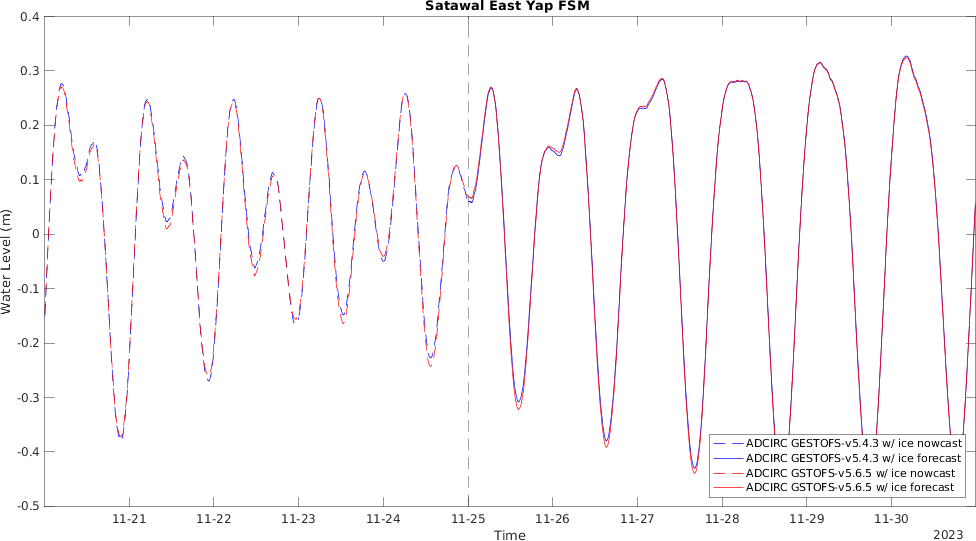 Satawal East Yap FSM
0.4
0.3
0.2
0.1
0
-0.1
-0.2
-0.3
-0.4
-0.5
Water Level (m)
ADCIRC GESTOFS-v5.4.3 w/ ice nowcast
ADCIRC GESTOFS-v5.4.3 w/ ice forecast
ADCIRC GSTOFS-v5.6.5 w/ ice nowcast
ADCIRC GSTOFS-v5.6.5 w/ ice forecast
11-21 11-22 11-23 11-24 11-25 11-26 11-27 11-28 11-29 11-30
Time
2023